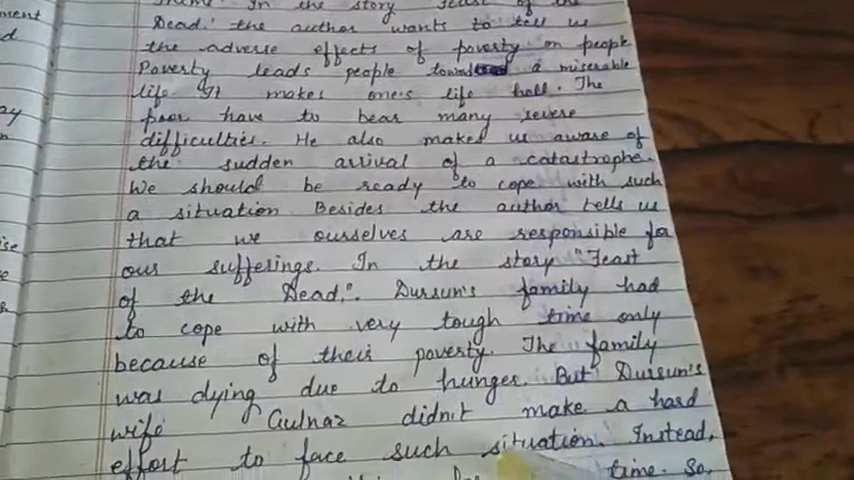 ment
d
ay
ise
e
In the story Feast of the
Dead.' the author wants to tell us
the adverse effects of poverty on people
Poverty leads people toward a miserable
life. It makes one's life hell. The
poor have to bear many severe
difficulties. He also makes us aware of
the sudden arrival of a catastrophe.
We should be ready to cope with such
a situation. Besides the author tells us
that we ourselves are responsible for
our sufferings. In the story "Feast
of the Dead". Dursun's family had
to cope with very tough time only
because of their poverty. The family
was dying due to hunger. But Dursun's
wife Gulnaz didn't make a hard
effort to face such situation. Instead,
time. So,